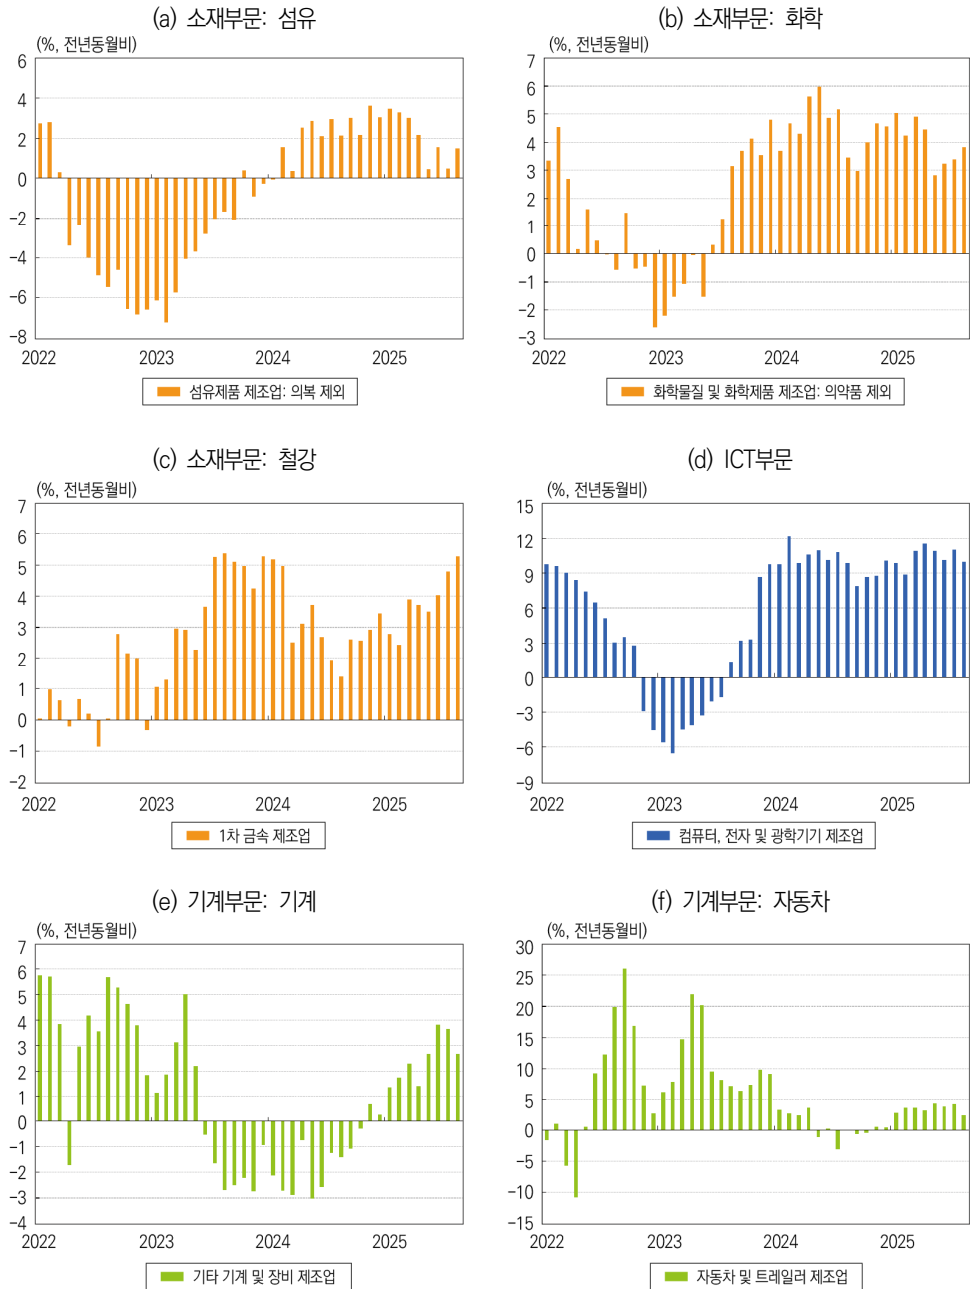 (a) 소재부문: 섬유
(%, 전년동월비)
6
4
2
0
−2
−4
−6
−8
2022 2023 2024 2025
섬유제품 제조업: 의복 제외
(b) 소재부문: 화학
(%, 전년동월비)
7
6
5
4
3
2
1
0
−1
−2
−3
2022 2023 2024 2025
화학물질 및 화학제품 제조업: 의약품 제외
(c) 소재부문: 철강
(%, 전년동월비)
7
6
5
4
3
2
1
0
−1
−2
2022 2023 2024 2025
1차 금속 제조업
(d) ICT부문
(%, 전년동월비)
15
12
9
6
3
0
−3
−6
−9
2022 2023 2024 2025
컴퓨터, 전자 및 광학기기 제조업
(e) 기계부문: 기계
(%, 전년동월비)
7
6
5
4
3
2
1
0
−1
−2
−3
−4
2022 2023 2024 2025
기타 기계 및 장비 제조업
(f) 기계부문: 자동차
(%, 전년동월비)
30
25
20
15
10
5
0
−5
−10
−15
2022 2023 2024 2025
자동차 및 트레일러 제조업